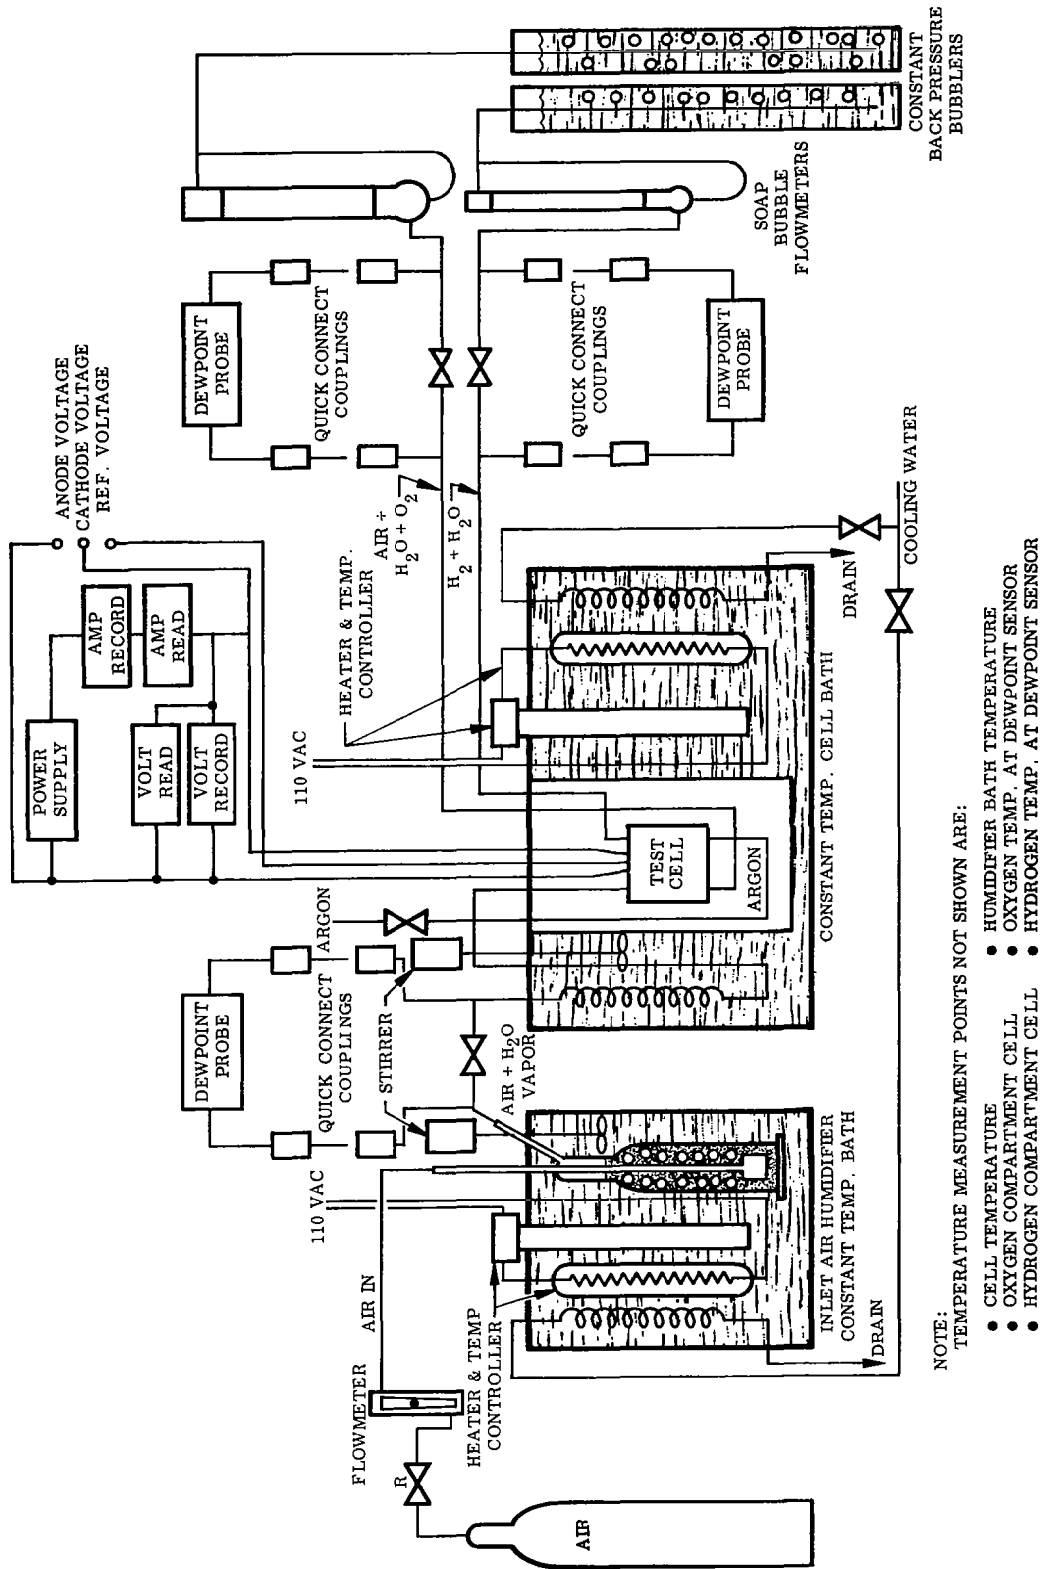 AIR
R
FLOWMETER
AIR IN
HEATER & TEMP
CONTROLLER
110 VAC
DRAIN
INLET AIR HUMIDIFIER
CONSTANT TEMP. BATH
DEWPOINT
PROBE
QUICK CONNECT
COUPLINGS
STIRRER
AIR + H2O
VAPOR
ARGON
POWER
SUPPLY
VOLT
READ
VOLT
RECORD
AMP
RECORD
AMP
READ
ANODE VOLTAGE
CATHODE VOLTAGE
REF. VOLTAGE
110 VAC
HEATER & TEMP.
CONTROLLER
TEST
CELL
ARGON
CONSTANT TEMP. CELL BATH
AIR ÷
H2O + O2
H2 + H2O
DRAIN
COOLING WATER
DEWPOINT
PROBE
QUICK CONNECT
COUPLINGS
QUICK CONNECT
COUPLINGS
DEWPOINT
PROBE
SOAP
BUBBLE
FLOWMETERS
CONSTANT
BACK PRESSURE
BUBBLERS
NOTE:
TEMPERATURE MEASUREMENT POINTS NOT SHOWN ARE:
● CELL TEMPERATURE ● HUMIDIFIER BATH TEMPERATURE
● OXYGEN COMPARTMENT CELL ● OXYGEN TEMP. AT DEWPOINT SENSOR
● HYDROGEN COMPARTMENT CELL ● HYDROGEN TEMP. AT DEWPOINT SENSOR